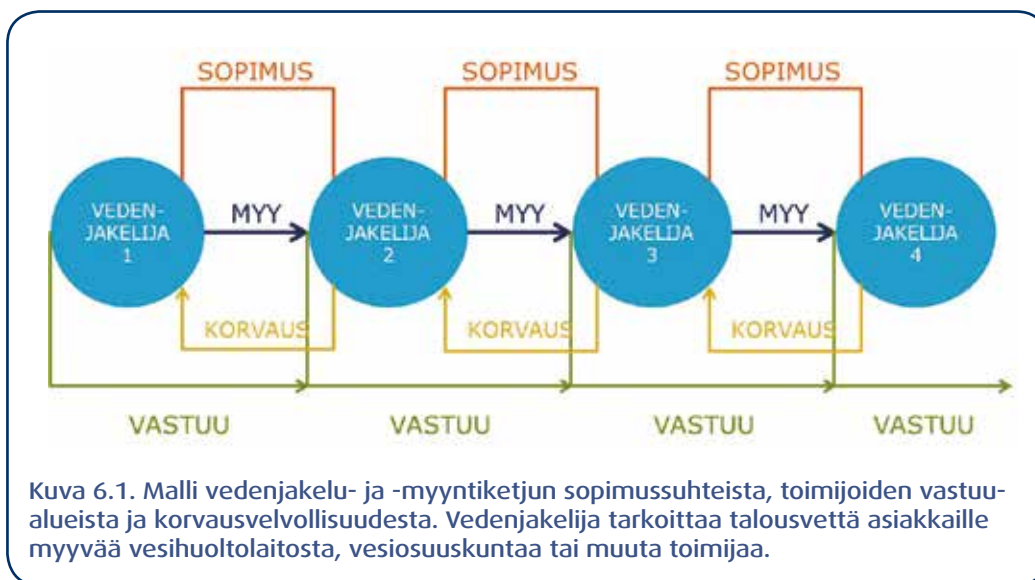 SOPIMUS SOPIMUS SOPIMUS
VEDEN-
JAKELIJA
1
MYY
VEDEN-
JAKELIJA
2
MYY
VEDEN-
JAKELIJA
3
MYY
VEDEN-
JAKELIJA
4
KORVAUS KORVAUS KORVAUS
VASTUU VASTUU VASTUU VASTUU
Kuva 6.1. Malli vedenjakelu- ja -myyntiketjun sopimussuhteista, toimijoiden vastuu-
alueista ja korvausvelvollisuudesta. Vedenjakelija tarkoittaa talousvettä asiakkaille
myyvää vesihuoltolaitosta, vesiosuuskuntaa tai muuta toimijaa.